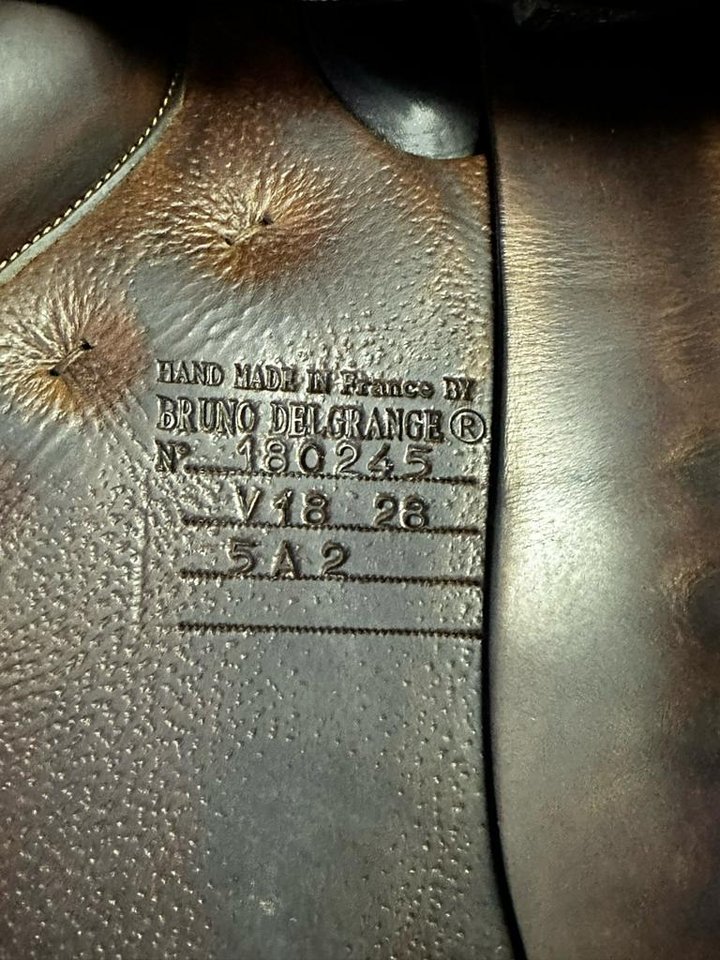 HAND MADE IN France BY
BRUNO DELGRANGE ®
N°. 180245
V18 28
5A2